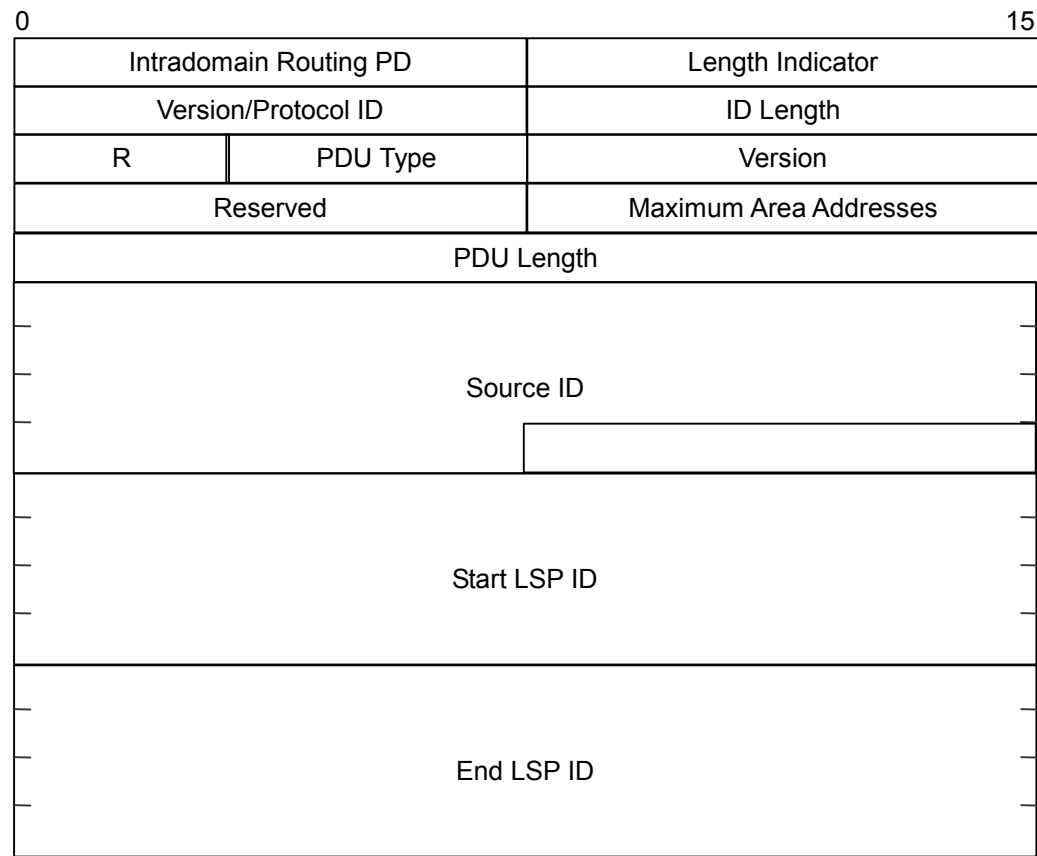 0 15
Intradomain Routing PD Length Indicator
Version/Protocol ID ID Length
R PDU Type Version
Reserved Maximum Area Addresses
PDU Length
Source ID
Start LSP ID
End LSP ID